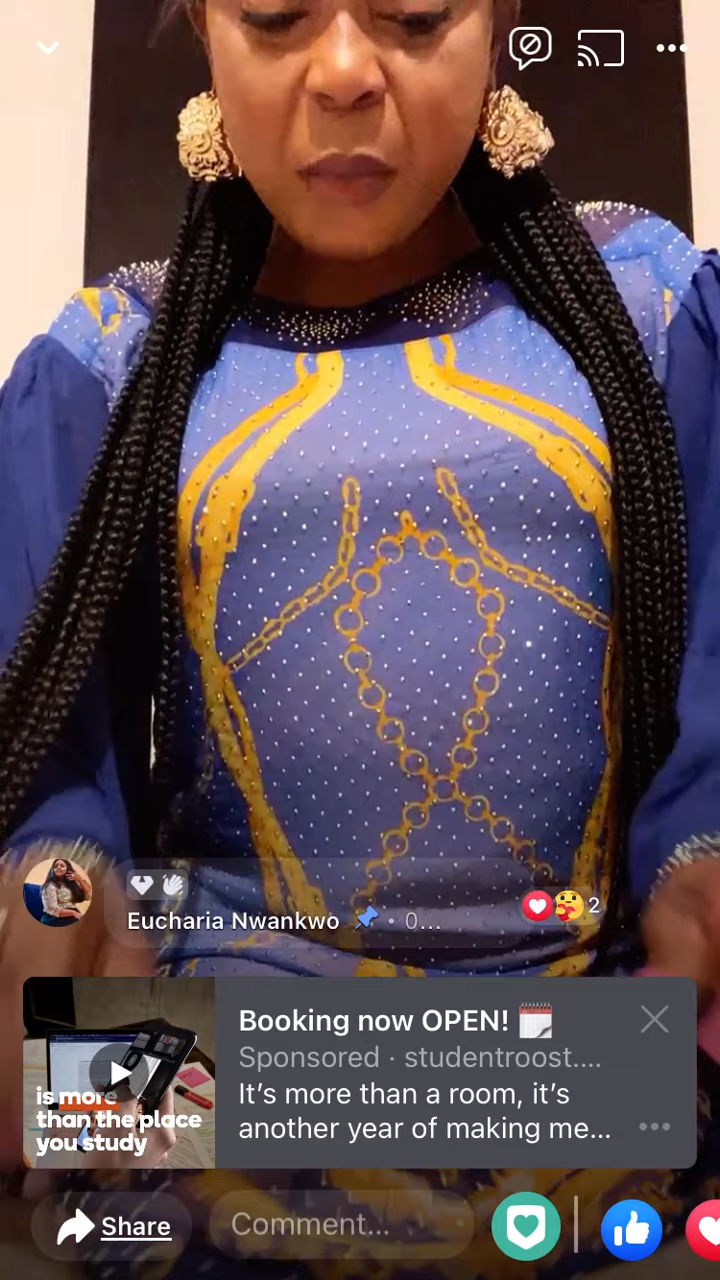 Eucharia Nwankwo 📌 · 0...
2
Booking now OPEN! 🗓
Sponsored · studentroost....
It's more than a room, it's
another year of making me...
is more
than the place
you study
Share
Comment...